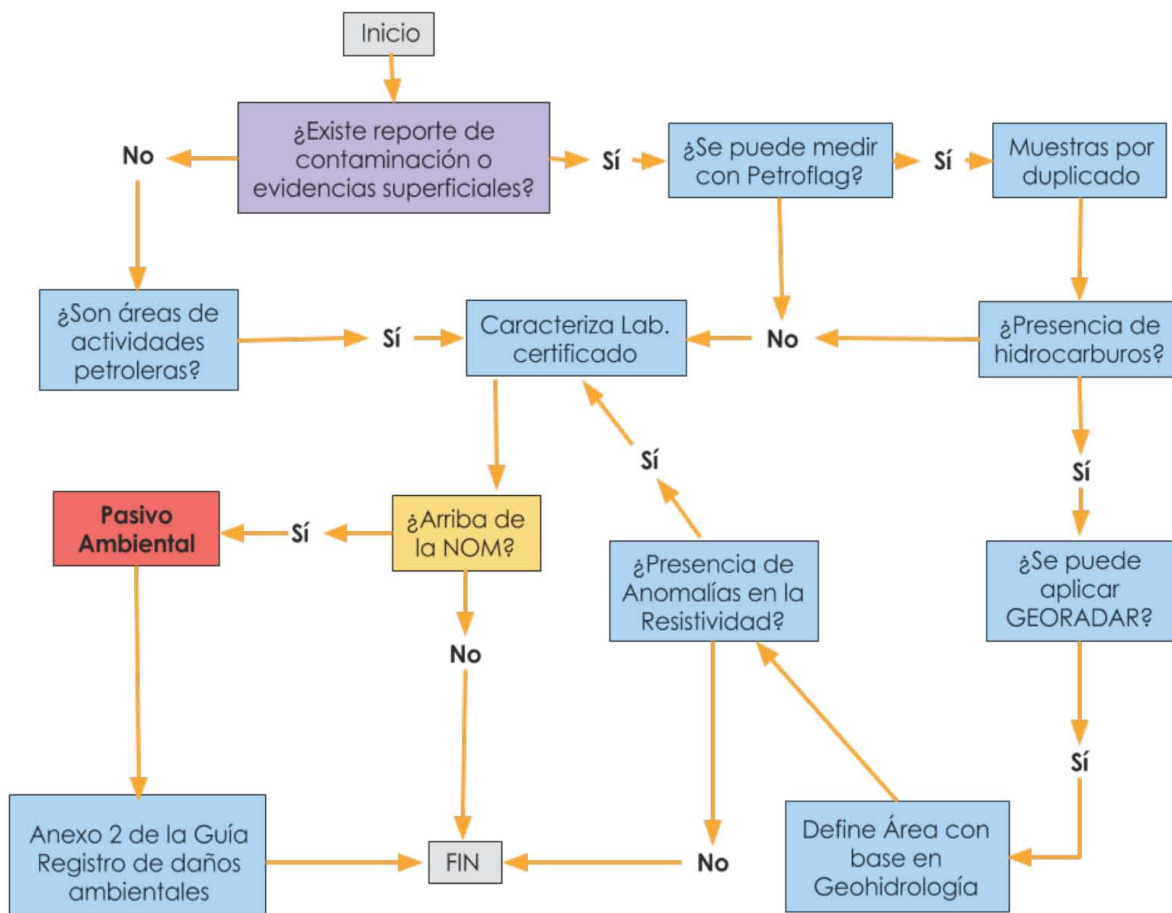 Inicio
¿Existe reporte de
contaminación o
evidencias superficiales?
No
Sí
¿Se puede medir
con Petroflag?
Sí
Muestras por
duplicado
¿Son áreas de
actividades
petroleras?
Sí
Caracteriza Lab.
certificado
No
¿Presencia de
hidrocarburos?
Sí
Sí
Pasivo
Ambiental
Sí
¿Arriba de
la NOM?
¿Presencia de
Anomalías en la
Resistividad?
¿Se puede
aplicar
GEORADAR?
No
Sí
Anexo 2 de la Guía
Registro de daños
ambientales
FIN
No
Define Área con
base en
Geohidrología